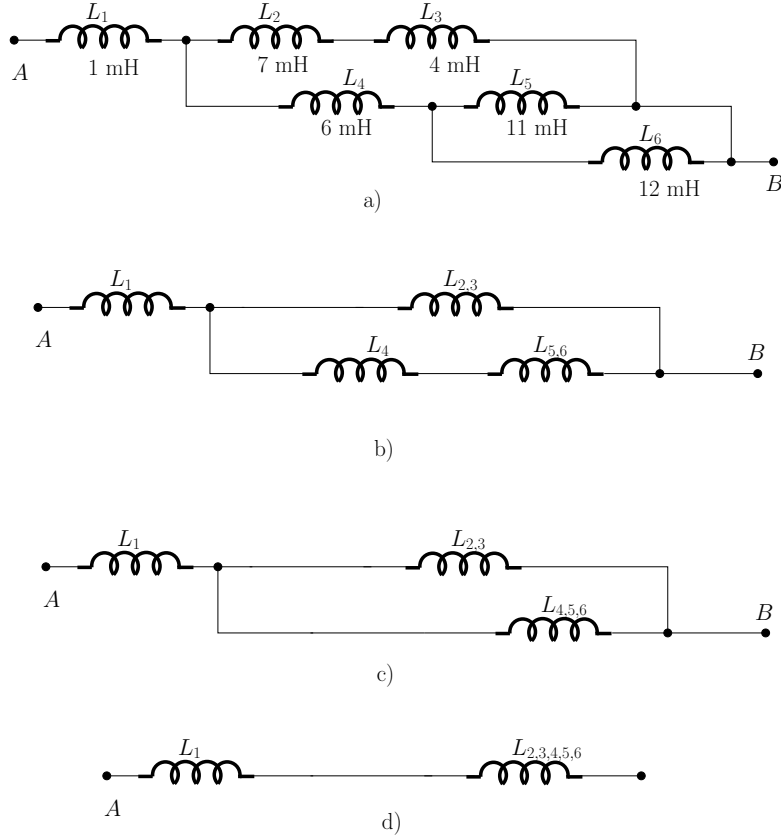 L₁ L₂ L₃
A 1 mH 7 mH 4 mH
L₄ L₅
6 mH 11 mH L₆
12 mH B
a)
L₁ L₂,₃
A L₄ L₅,₆ B
b)
L₁ L₂,₃
A L₄,₅,₆ B
c)
L₁ L₂,₃,₄,₅,₆
A
d)